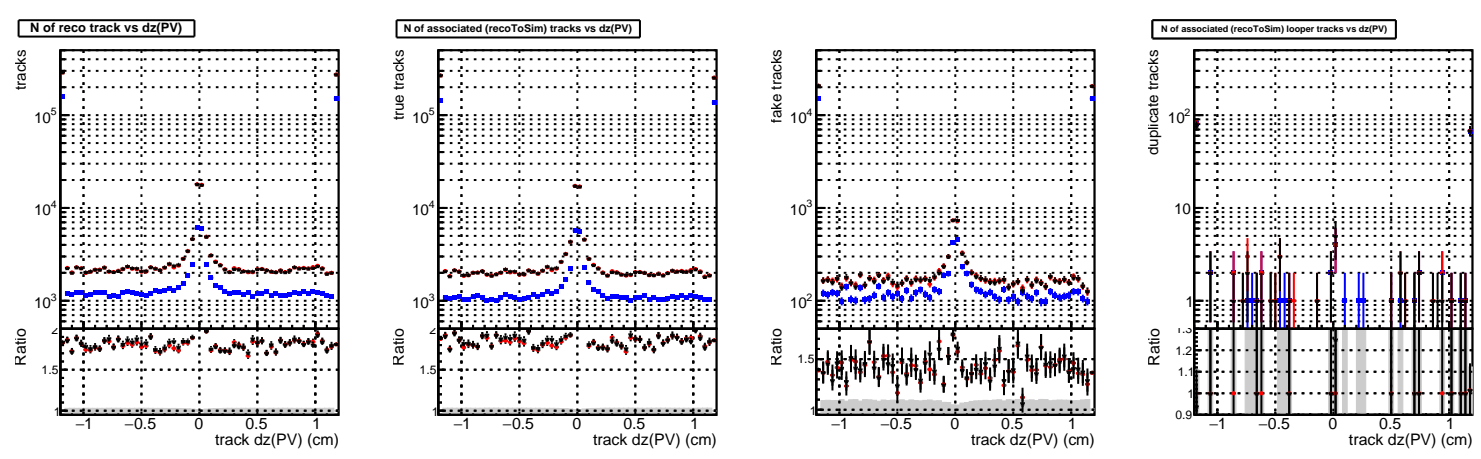 N of reco track vs dz(PV)
tracks
10^5
10^4
10^3
Ratio
2
1.5
1
−1 −0.5 0 0.5 1
track dz(PV) (cm)
N of associated (recoToSim) tracks vs dz(PV)
true tracks
10^5
10^4
10^3
Ratio
2
1.5
1
−1 −0.5 0 0.5 1
track dz(PV) (cm)
fake tracks
10^4
10^3
10^2
Ratio
1.5
1
−1 −0.5 0 0.5 1
track dz(PV) (cm)
N of associated (recoToSim) looper tracks vs dz(PV)
duplicate tracks
10^2
10
1
Ratio
1.3
1.2
1.1
1.0
0.9
−1 −0.5 0 0.5 1
track dz(PV) (cm)